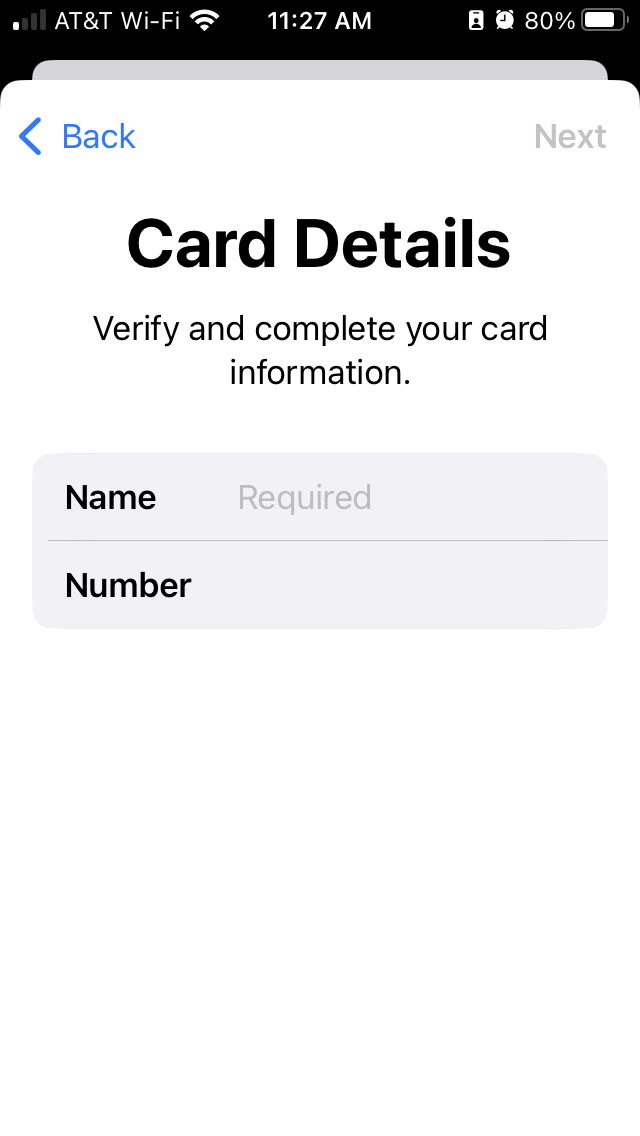 AT&T Wi-Fi 11:27 AM 80%
Back Next
Card Details
Verify and complete your card
information.
Name Required
Number